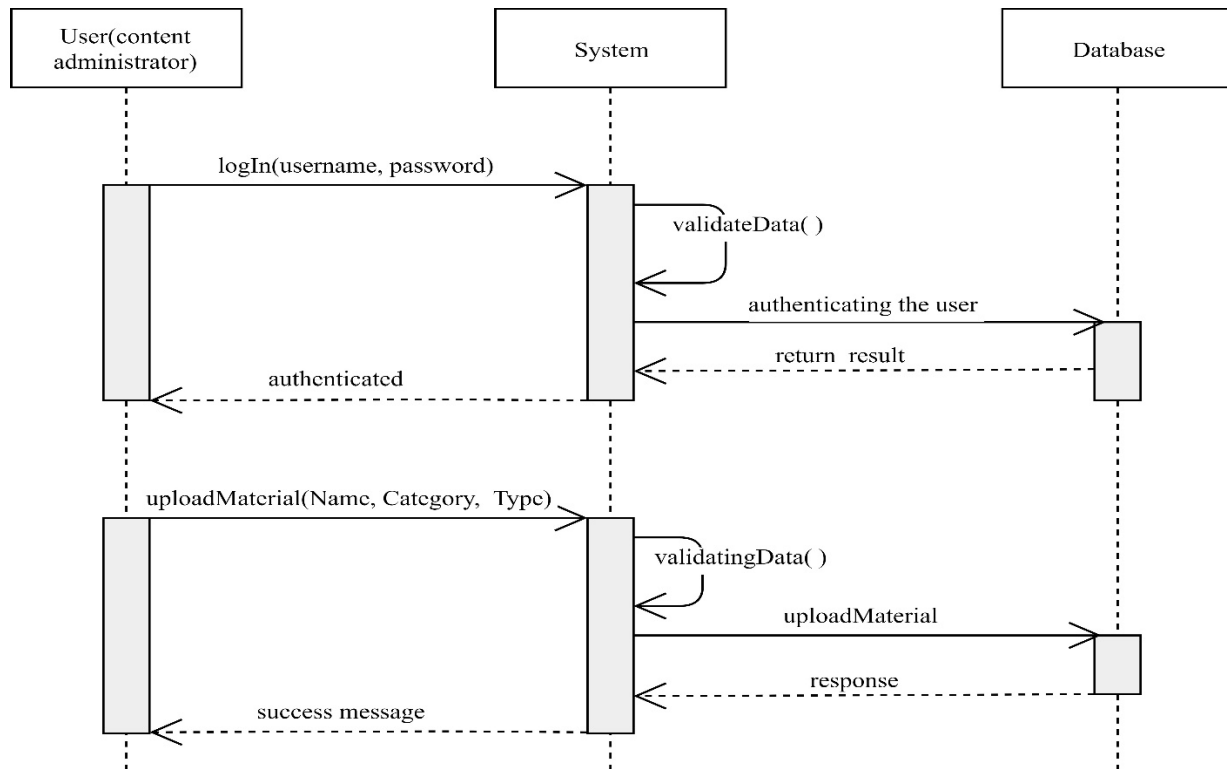 User(content
administrator)
System
Database
logIn(username, password)
validateData( )
authenticating the user
return result
authenticated
uploadMaterial(Name, Category, Type)
validatingData( )
uploadMaterial
response
success message